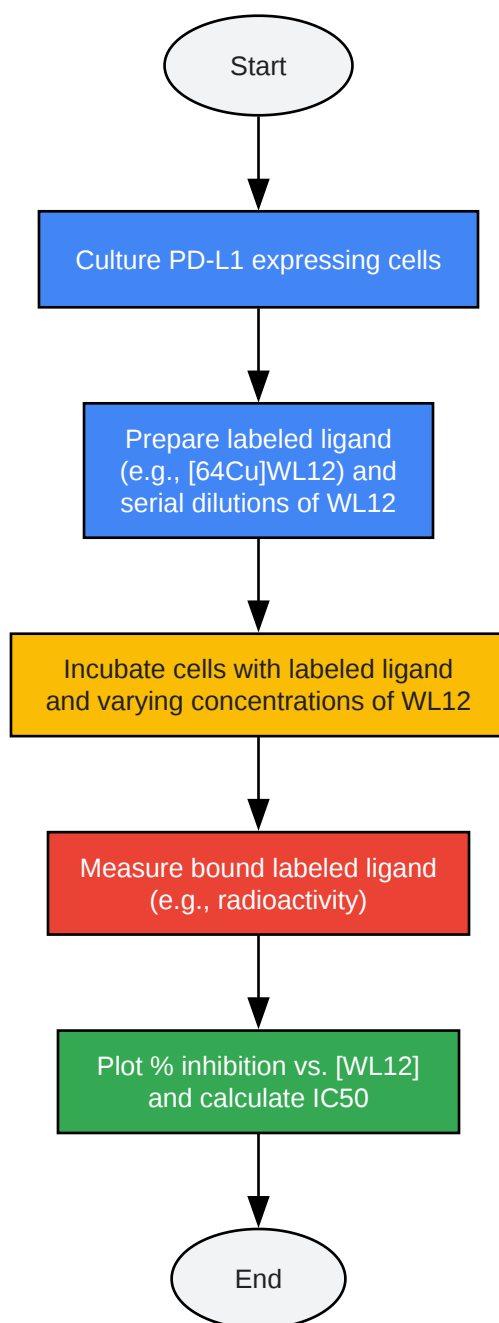 Start
Culture PD-L1 expressing cells
Prepare labeled ligand
(e.g., [64Cu]WL12) and
serial dilutions of WL12
Incubate cells with labeled ligand
and varying concentrations of WL12
Measure bound labeled ligand
(e.g., radioactivity)
Plot % inhibition vs. [WL12]
and calculate IC50
End